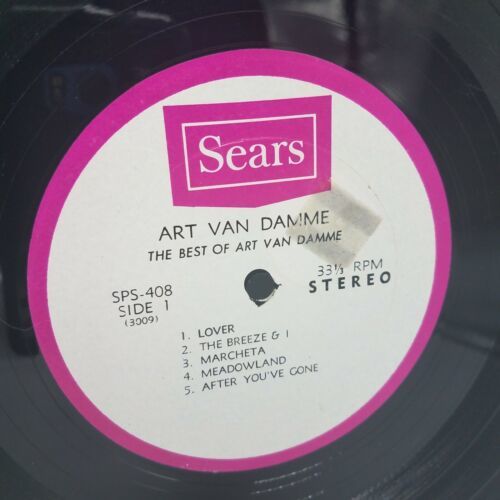 Sears
ART VAN DAMME
THE BEST OF ART VAN DAMME
SPS-408
SIDE 1
(3009)
33⅓ RPM
STEREO
1. LOVER
2. THE BREEZE & I
3. MARCHETA
4. MEADOWLAND
5. AFTER YOU'VE GONE